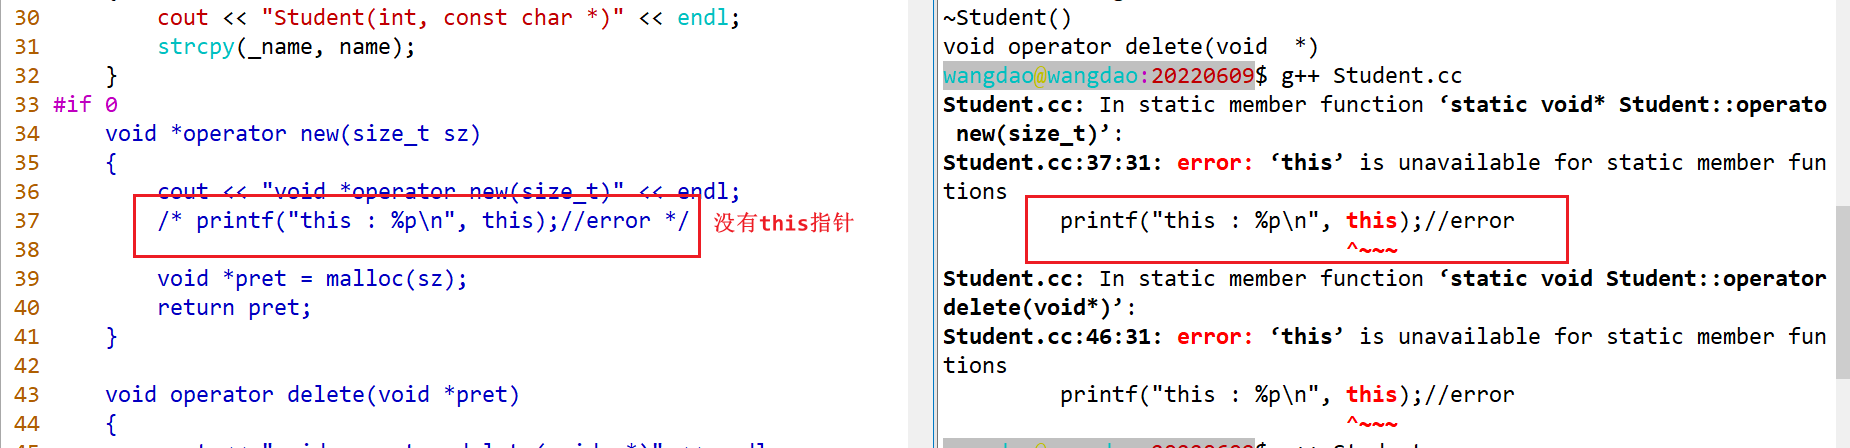 30 cout << "Student(int, const char *)" << endl;
31 strcpy(_name, name);
32 }
33 #if 0
34 void *operator new(size_t sz)
35 {
36 cout << "void *operator new(size_t)" << endl;
37 /* printf("this : %p\n", this);//error */ 没有this指针
38
39 void *pret = malloc(sz);
40 return pret;
41 }
42
43 void operator delete(void *pret)
44 {
~Student()
void operator delete(void  *)
wangdao@wangdao:20220609$ g++ Student.cc
Student.cc: In static member function ‘static void* Student::operato
new(size_t)’:
Student.cc:37:31: error: ‘this’ is unavailable for static member fun
tions
printf("this : %p\n", this);//error
^~~~
Student.cc: In static member function ‘static void Student::operator
delete(void*)’:
Student.cc:46:31: error: ‘this’ is unavailable for static member fun
tions
printf("this : %p\n", this);//error
^~~~